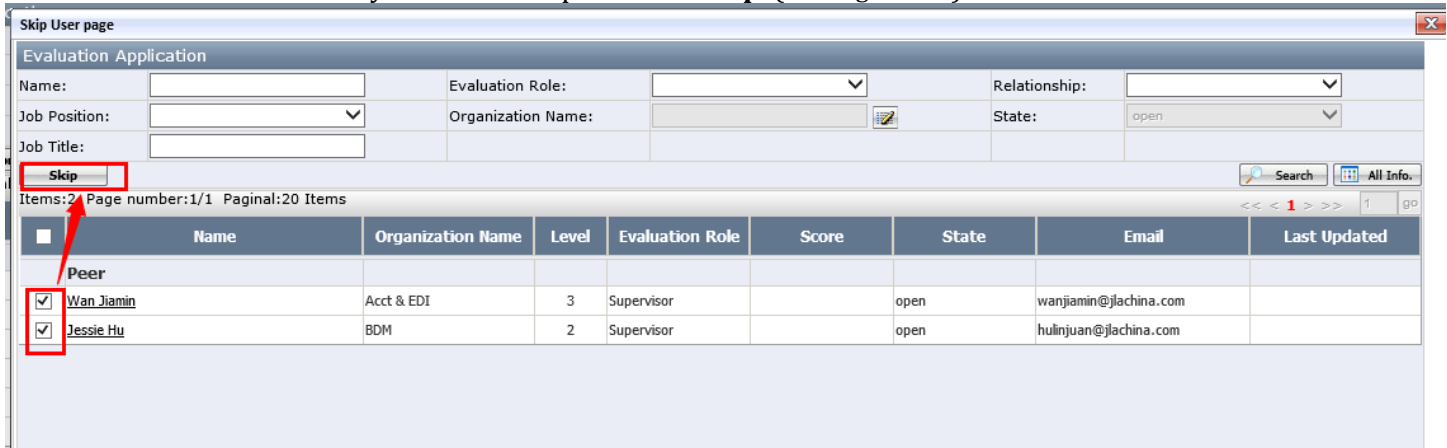 Skip User page
Evaluation Application
Name: Evaluation Role: Relationship:
Job Position: Organization Name: State: open
Job Title:
Skip Search All Info.
Items:2 Page number:1/1 Paginal:20 Items << < 1 > >> 1 go
Name Organization Name Level Evaluation Role Score State Email Last Updated
Peer
Wan Jiamin Acct & EDI 3 Supervisor open wanjiamin@jlachina.com
Jessie Hu BDM 2 Supervisor open hulinjuan@jlachina.com